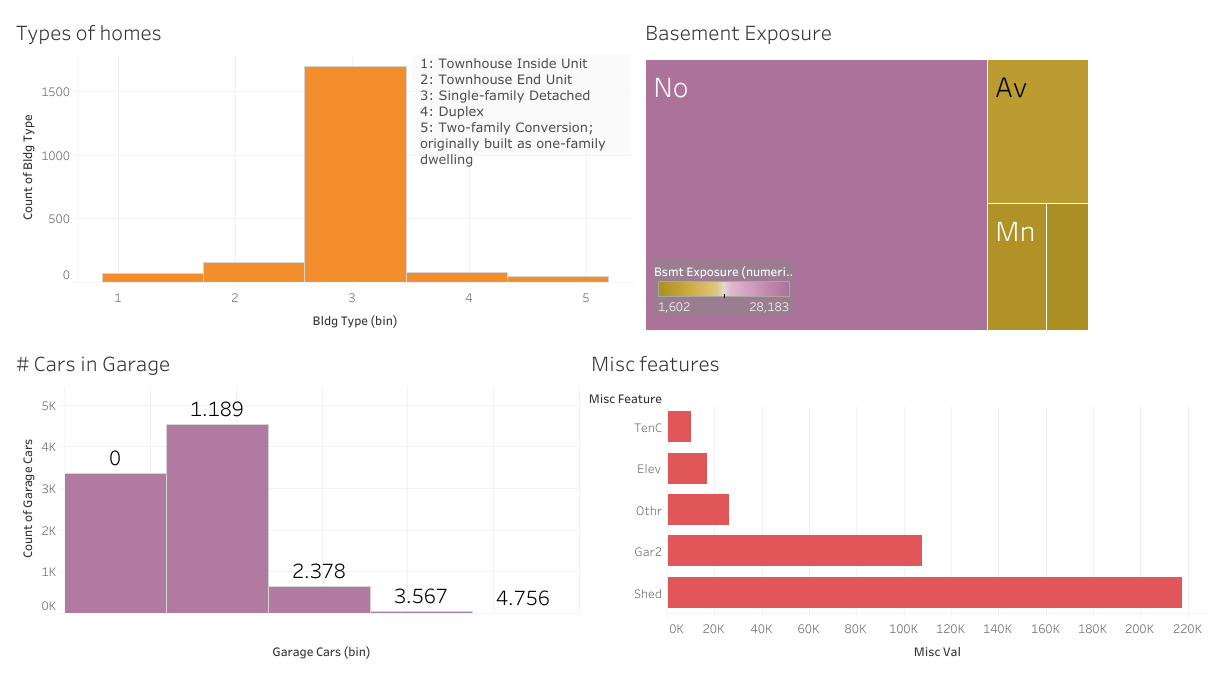 Types of homes
1: Townhouse Inside Unit
2: Townhouse End Unit
3: Single-family Detached
4: Duplex
5: Two-family Conversion;
originally built as one-family
dwelling
Count of Bldg Type
1500
1000
500
0
1
2
3
4
5
Bldg Type (bin)
Basement Exposure
No
Av
Mn
Bsmt Exposure (numeri..
1,602 28,183
# Cars in Garage
Count of Garage Cars
5K
4K
3K
2K
1K
0K
0
1.189
2.378
3.567
4.756
Garage Cars (bin)
Misc features
Misc Feature
TenC
Elev
Othr
Gar2
Shed
0K
20K
40K
60K
80K
100K
120K
140K
160K
180K
200K
220K
Misc Val